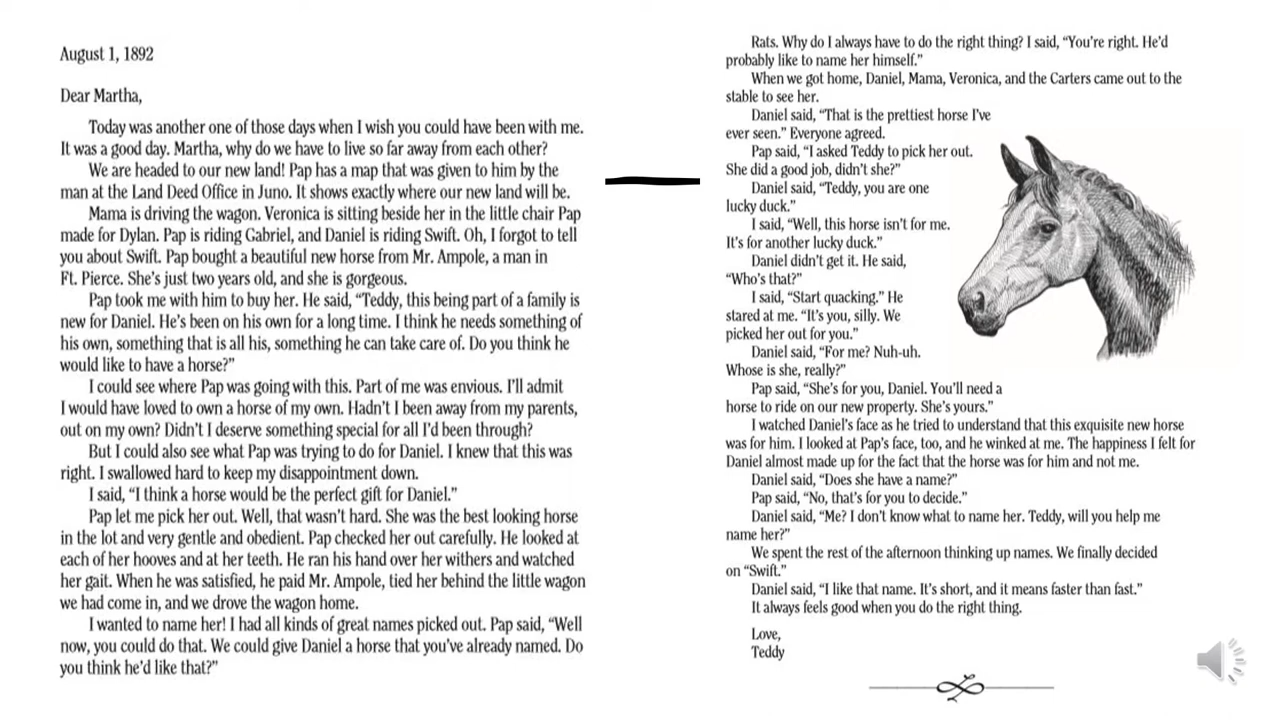 August 1, 1892
Dear Martha,
Today was another one of those days when I wish you could have been with me.
It was a good day. Martha, why do we have to live so far away from each other?
We are headed to our new land! Pap has a map that was given to him by the
man at the Land Deed Office in Juno. It shows exactly where our new land will be.
Mama is driving the wagon. Veronica is sitting beside her in the little chair Pap
made for Dylan. Pap is riding Gabriel, and Daniel is riding Swift. Oh, I forgot to tell
you about Swift. Pap bought a beautiful new horse from Mr. Ampole, a man in
Ft. Pierce. She's just two years old, and she is gorgeous.
Pap took me with him to buy her. He said, “Teddy, this being part of a family is
new for Daniel. He's been on his own for a long time. I think he needs something of
his own, something that is all his, something he can take care of. Do you think he
would like to have a horse?”
I could see where Pap was going with this. Part of me was envious. I'll admit
I would have loved to own a horse of my own. Hadn't I been away from my parents,
out on my own? Didn't I deserve something special for all I'd been through?
But I could also see what Pap was trying to do for Daniel. I knew that this was
right. I swallowed hard to keep my disappointment down.
I said, “I think a horse would be the perfect gift for Daniel.”
Pap let me pick her out. Well, that wasn't hard. She was the best looking horse
in the lot and very gentle and obedient. Pap checked her out carefully. He looked at
each of her hooves and at her teeth. He ran his hand over her withers and watched
her gait. When he was satisfied, he paid Mr. Ampole, tied her behind the little wagon
we had come in, and we drove the wagon home.
I wanted to name her! I had all kinds of great names picked out. Pap said, “Well
now, you could do that. We could give Daniel a horse that you've already named. Do
you think he'd like that?”
Rats. Why do I always have to do the right thing? I said, “You're right. He'd
probably like to name her himself.”
When we got home, Daniel, Mama, Veronica, and the Carters came out to the
stable to see her.
Daniel said, “That is the prettiest horse I've
ever seen.” Everyone agreed.
Pap said, “I asked Teddy to pick her out.
She did a good job, didn't she?”
Daniel said, “Teddy, you are one
lucky duck.”
I said, “Well, this horse isn't for me.
It's for another lucky duck.”
Daniel didn't get it. He said,
“Who's that?”
I said, “Start quacking.” He
stared at me. “It's you, silly. We
picked her out for you.”
Daniel said, “For me? Nuh-uh.
Whose is she, really?”
Pap said, “She's for you, Daniel. You'll need a
horse to ride on our new property. She's yours.”
I watched Daniel's face as he tried to understand that this exquisite new horse
was for him. I looked at Pap's face, too, and he winked at me. The happiness I felt for
Daniel almost made up for the fact that the horse was for him and not me.
Daniel said, “Does she have a name?”
Pap said, “No, that's for you to decide.”
Daniel said, “Me? I don't know what to name her. Teddy, will you help me
name her?”
We spent the rest of the afternoon thinking up names. We finally decided
on “Swift.”
Daniel said, “I like that name. It's short, and it means faster than fast.”
It always feels good when you do the right thing.
Love,
Teddy